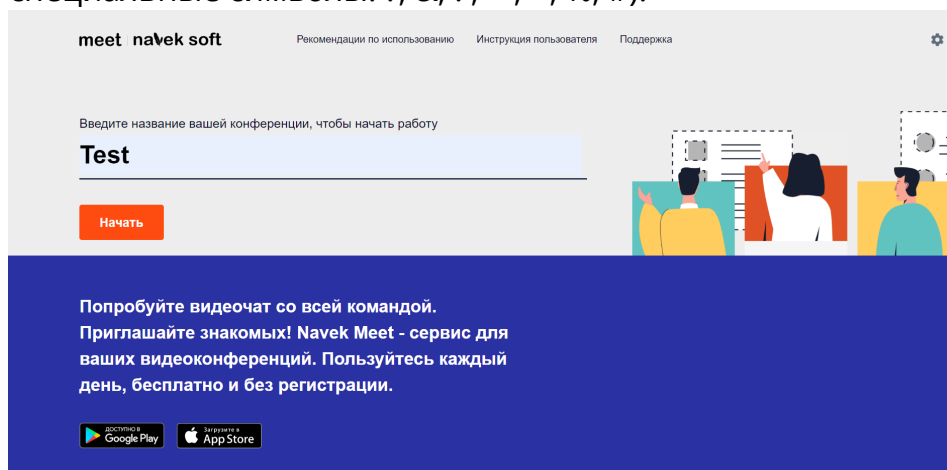 meet navek soft
Рекомендации по использованию Инструкция пользователя Поддержка
Введите название вашей конференции, чтобы начать работу
Test
Начать
Попробуйте видеочат со всей командой.
Приглашайте знакомых! Navek Meet - сервис для
ваших видеоконференций. Пользуйтесь каждый
день, бесплатно и без регистрации.
ДОСТУПНО В
Google Play
Загрузите в
App Store